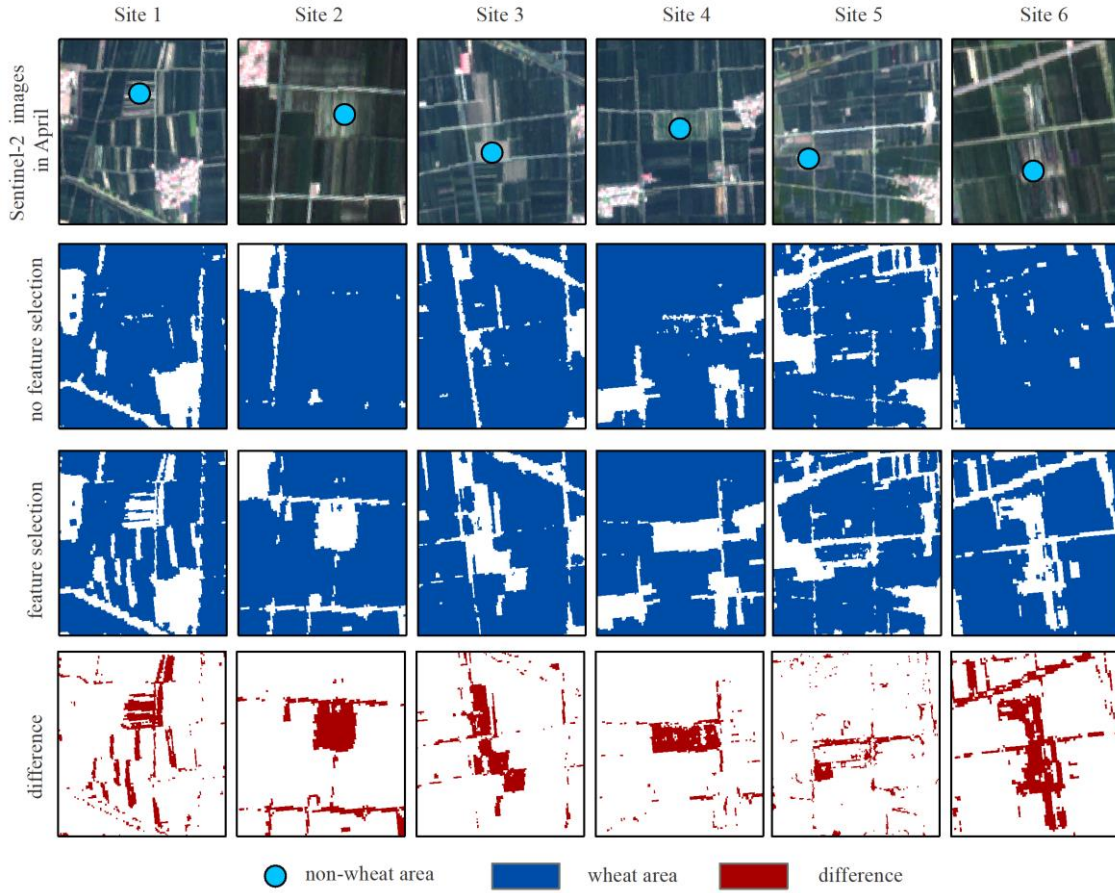 Site 1 Site 2 Site 3 Site 4 Site 5 Site 6
Sentinel-2 images
in April
no feature selection
feature selection
difference
non-wheat area wheat area difference